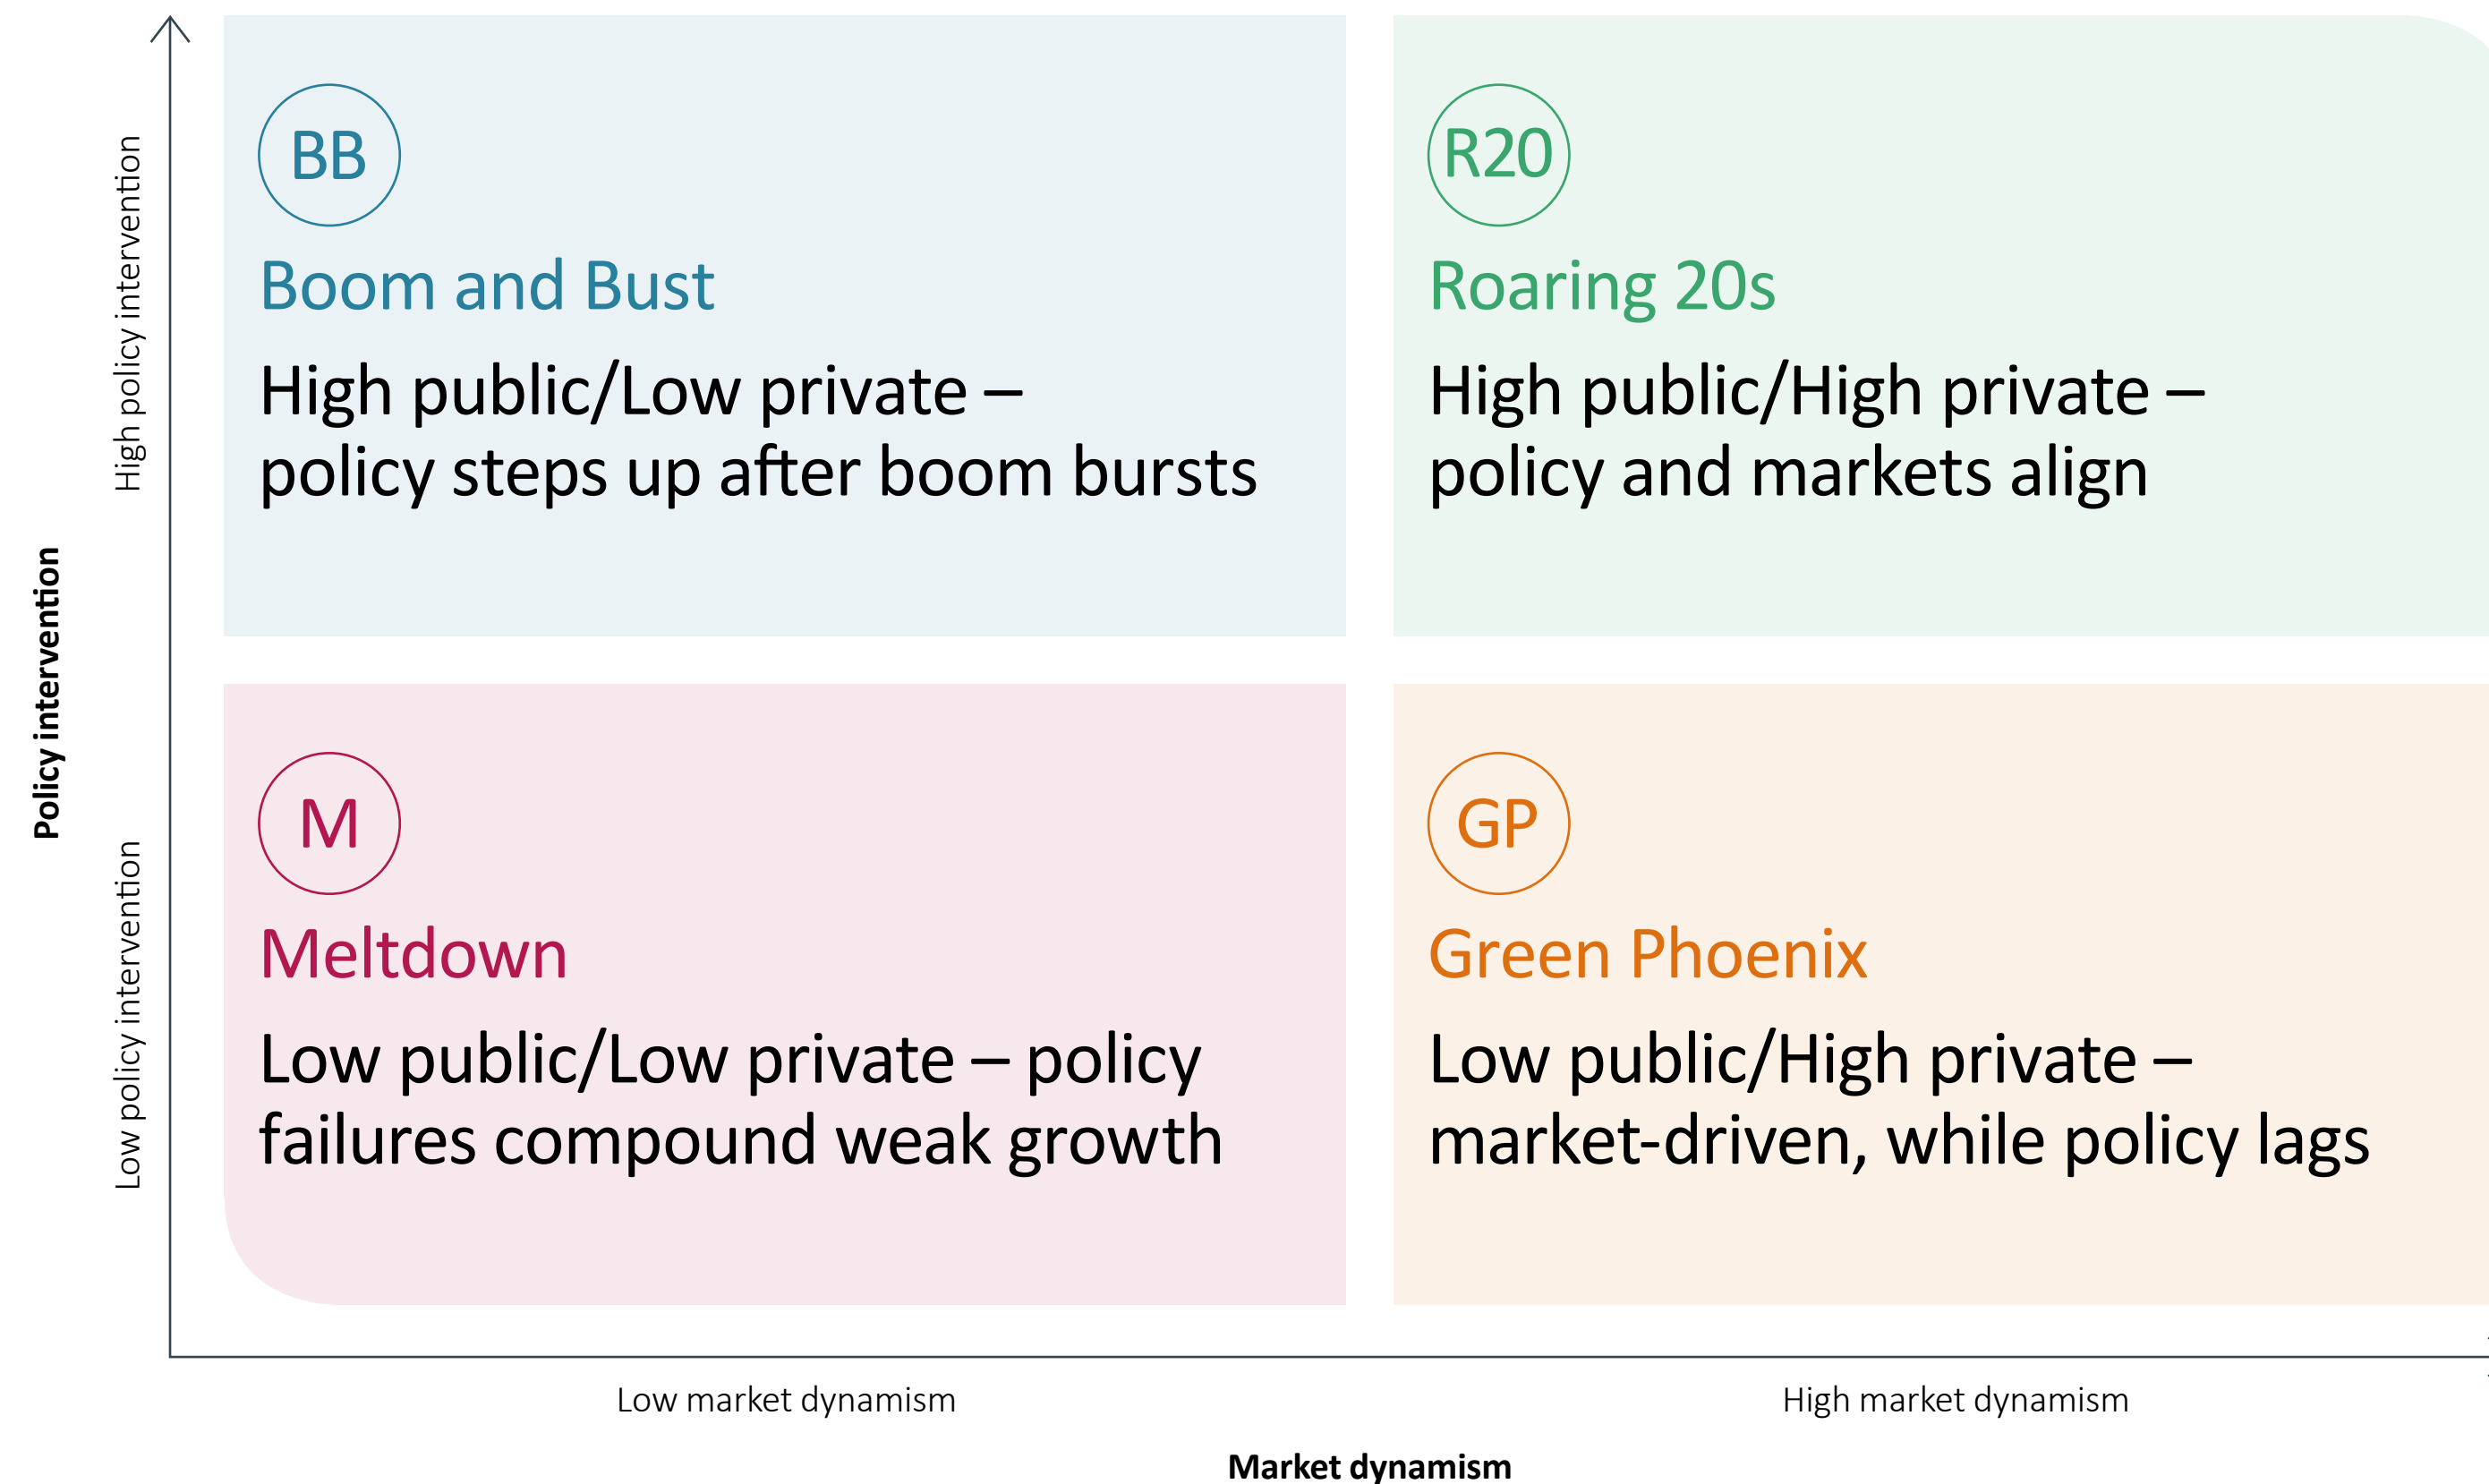 BB
Boom and Bust
High public/Low private –
policy steps up after boom bursts
R20
Roaring 20s
High public/High private –
policy and markets align
M
Meltdown
Low public/Low private – policy
failures compound weak growth
GP
Green Phoenix
Low public/High private –
market-driven, while policy lags
Policy intervention
High policy intervention
Low policy intervention
Low market dynamism
High market dynamism
Market dynamism